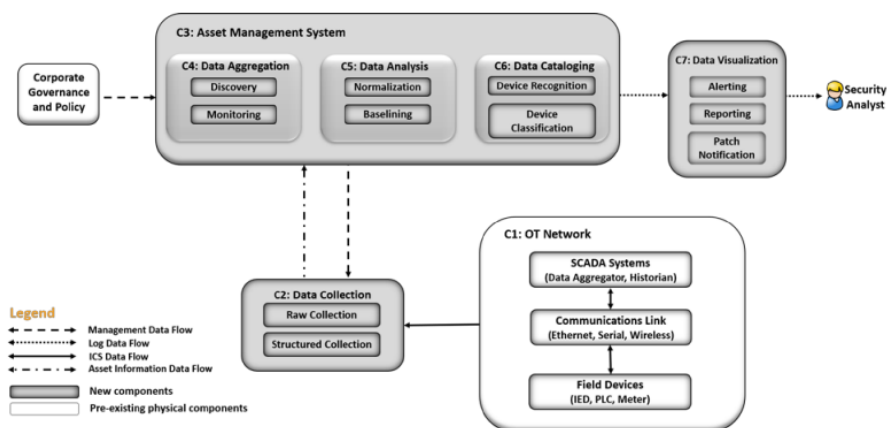 C3: Asset Management System
C4: Data Aggregation
Discovery
Monitoring
C5: Data Analysis
Normalization
Baselining
C6: Data Cataloging
Device Recognition
Device
Classification
C7: Data Visualization
Alerting
Reporting
Patch
Notification
Corporate
Governance
and Policy
Security
Analyst
C1: OT Network
SCADA Systems
(Data Aggregator, Historian)
Communications Link
(Ethernet, Serial, Wireless)
Field Devices
(IED, PLC, Meter)
C2: Data Collection
Raw Collection
Structured Collection
Legend
Management Data Flow
Log Data Flow
ICS Data Flow
Asset Information Data Flow
New components
Pre-existing physical components